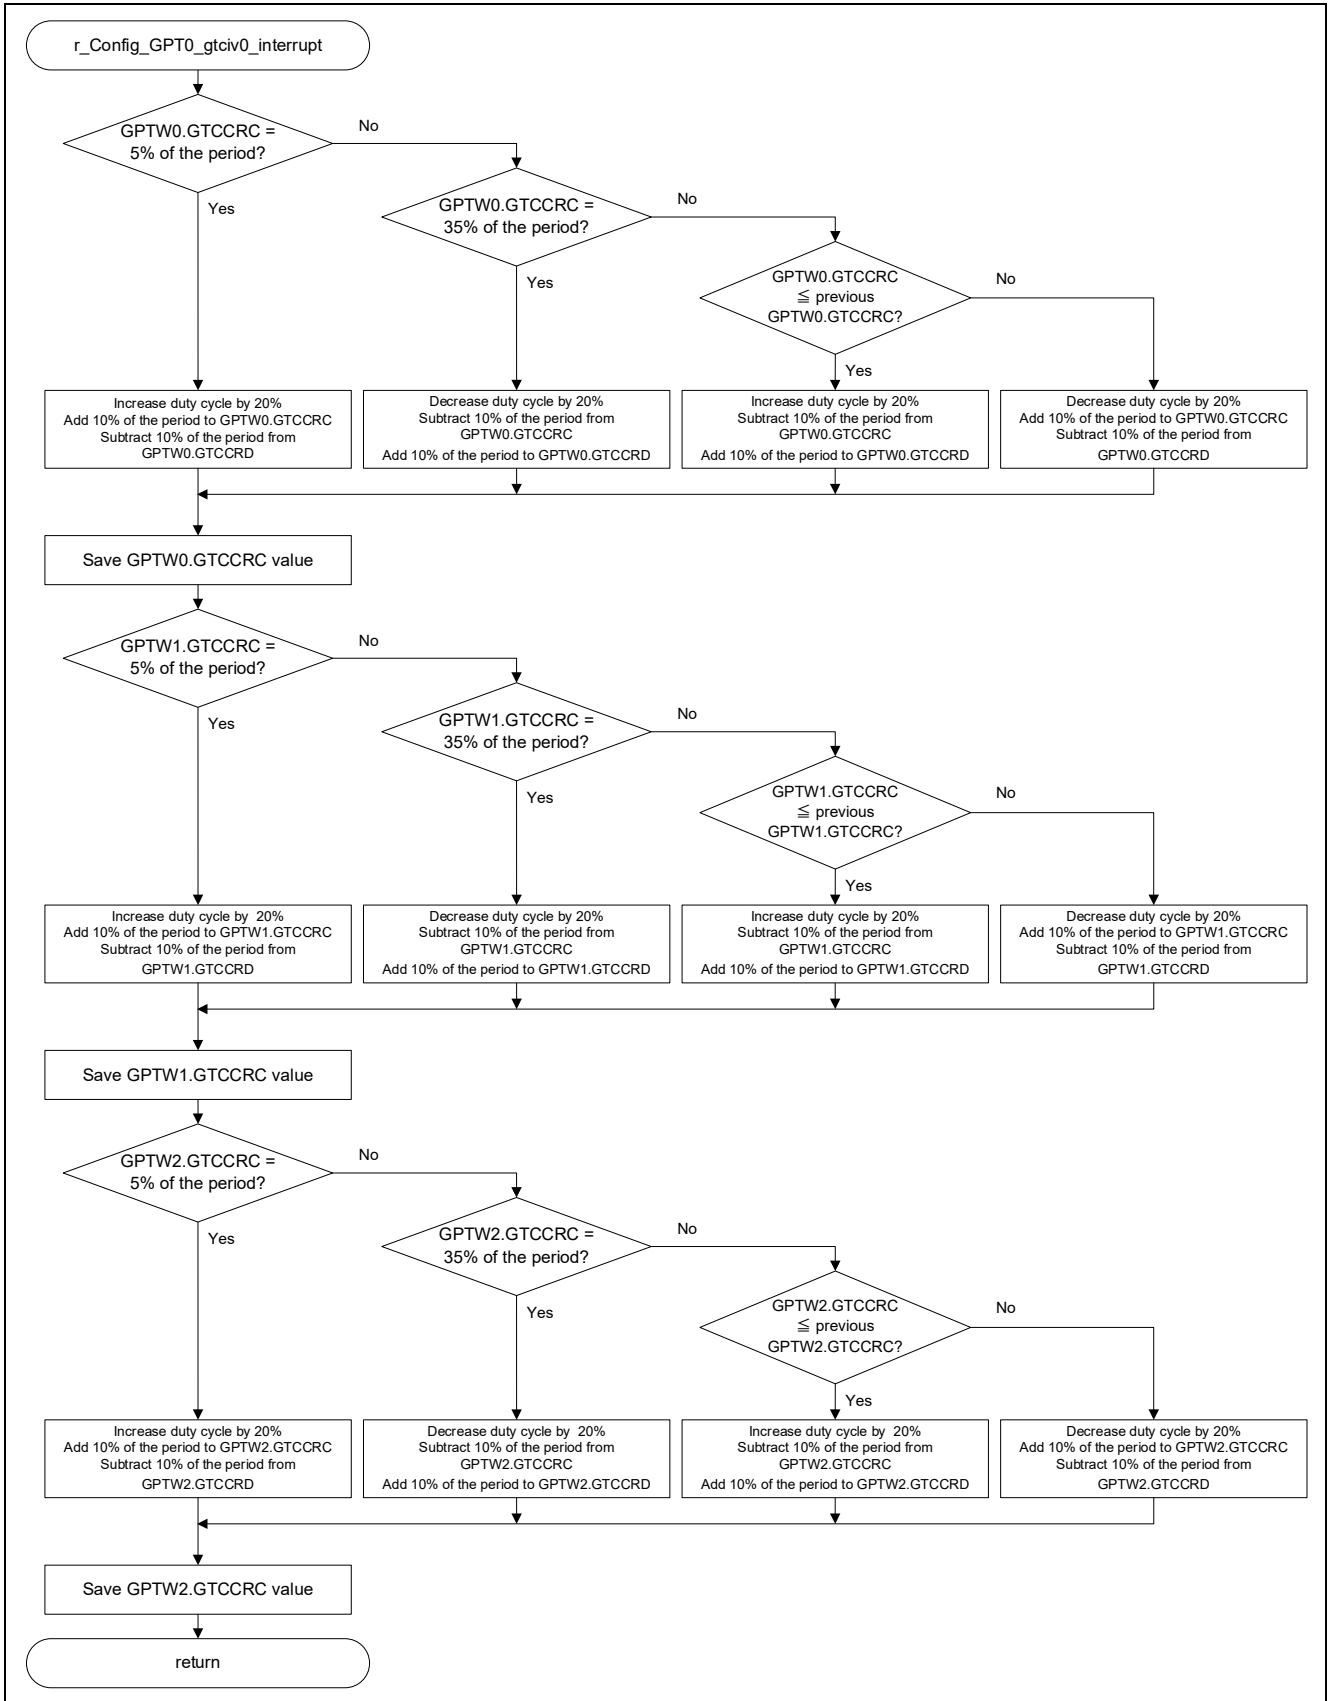 r_Config_GPT0_gtciv0_interrupt
GPTW0.GTCCRC =
5% of the period?
No
Yes
GPTW0.GTCCRC =
35% of the period?
No
Yes
GPTW0.GTCCRC
≦ previous
GPTW0.GTCCRC?
No
Yes
Increase duty cycle by 20%
Add 10% of the period to GPTW0.GTCCRC
Subtract 10% of the period from
GPTW0.GTCCRD
Decrease duty cycle by 20%
Subtract 10% of the period from
GPTW0.GTCCRC
Add 10% of the period to GPTW0.GTCCRD
Increase duty cycle by 20%
Subtract 10% of the period from
GPTW0.GTCCRC
Add 10% of the period to GPTW0.GTCCRD
Decrease duty cycle by 20%
Add 10% of the period to GPTW0.GTCCRC
Subtract 10% of the period from
GPTW0.GTCCRD
Save GPTW0.GTCCRC value
GPTW1.GTCCRC =
5% of the period?
No
Yes
GPTW1.GTCCRC =
35% of the period?
No
Yes
GPTW1.GTCCRC
≦ previous
GPTW1.GTCCRC?
No
Yes
Increase duty cycle by 20%
Add 10% of the period to GPTW1.GTCCRC
Subtract 10% of the period from
GPTW1.GTCCRD
Decrease duty cycle by 20%
Subtract 10% of the period from
GPTW1.GTCCRC
Add 10% of the period to GPTW1.GTCCRD
Increase duty cycle by 20%
Subtract 10% of the period from
GPTW1.GTCCRC
Add 10% of the period to GPTW1.GTCCRD
Decrease duty cycle by 20%
Add 10% of the period to GPTW1.GTCCRC
Subtract 10% of the period from
GPTW1.GTCCRD
Save GPTW1.GTCCRC value
GPTW2.GTCCRC =
5% of the period?
No
Yes
GPTW2.GTCCRC =
35% of the period?
No
Yes
GPTW2.GTCCRC
≦ previous
GPTW2.GTCCRC?
No
Yes
Increase duty cycle by 20%
Add 10% of the period to GPTW2.GTCCRC
Subtract 10% of the period from
GPTW2.GTCCRD
Decrease duty cycle by 20%
Subtract 10% of the period from
GPTW2.GTCCRC
Add 10% of the period to GPTW2.GTCCRD
Increase duty cycle by 20%
Subtract 10% of the period from
GPTW2.GTCCRC
Add 10% of the period to GPTW2.GTCCRD
Decrease duty cycle by 20%
Add 10% of the period to GPTW2.GTCCRC
Subtract 10% of the period from
GPTW2.GTCCRD
Save GPTW2.GTCCRC value
return